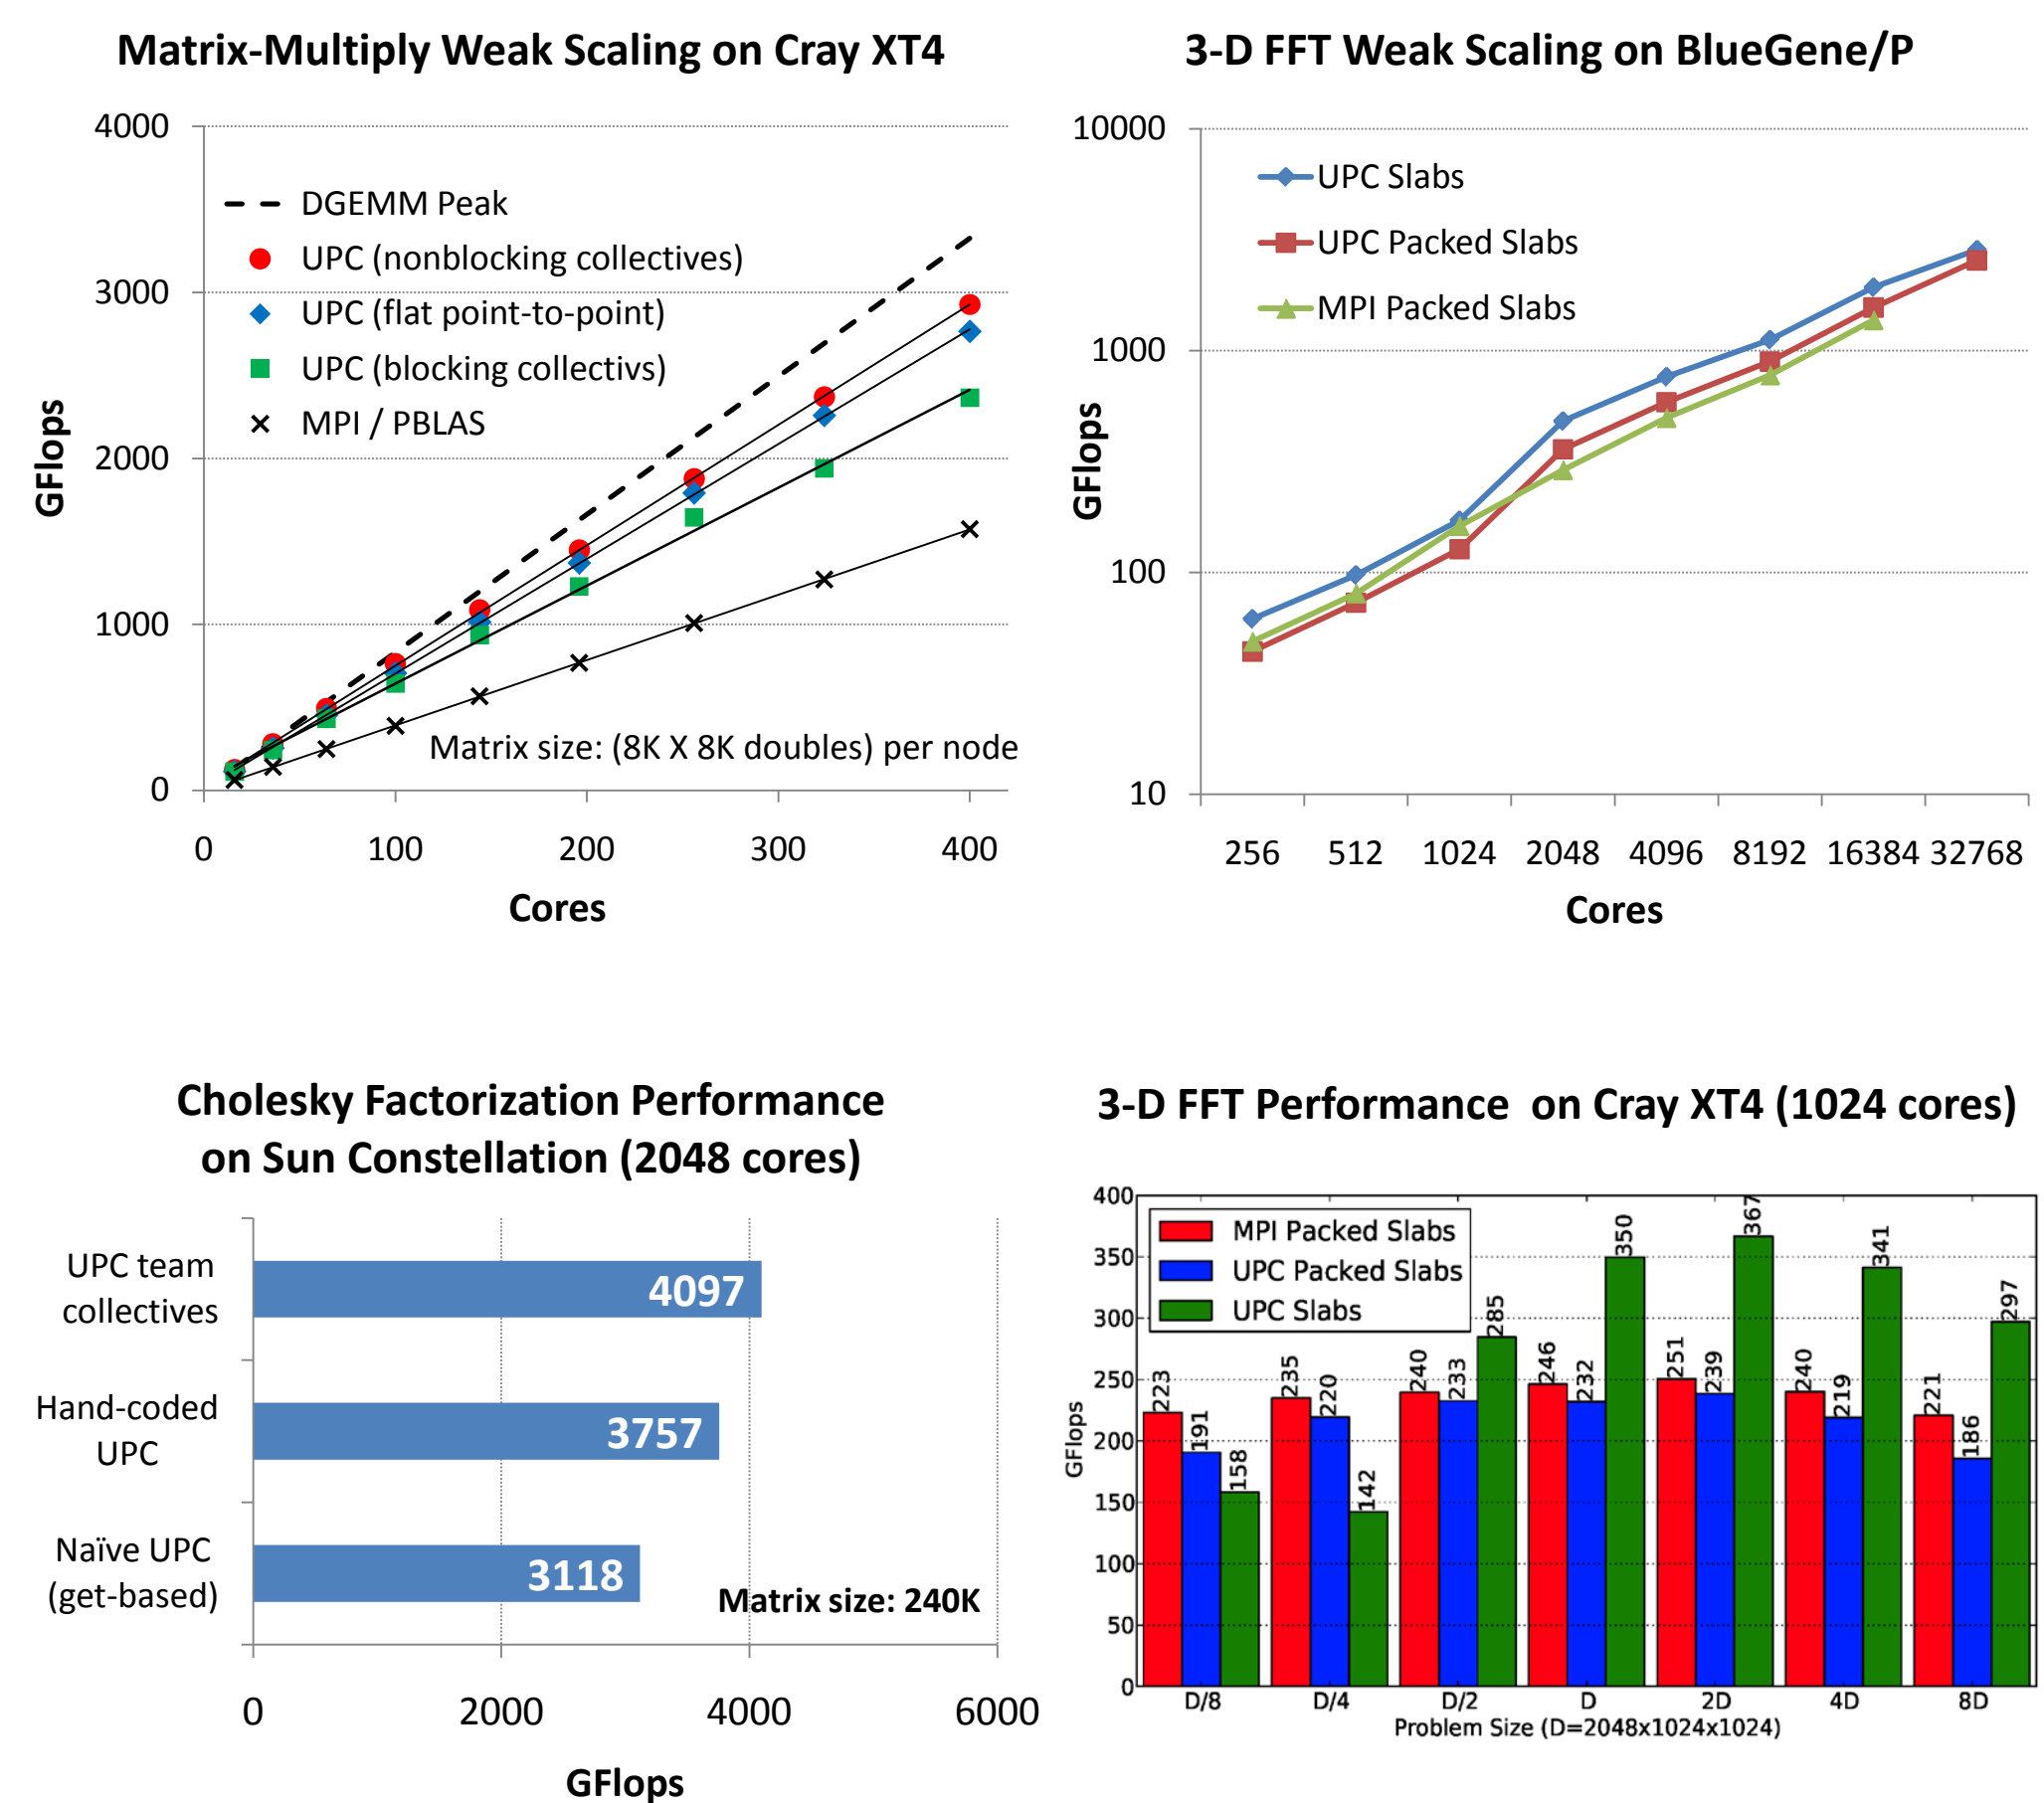 Matrix-Multiply Weak Scaling on Cray XT4
4000
3000
2000
1000
0
GFlops
DGEMM Peak
UPC (nonblocking collectives)
UPC (flat point-to-point)
UPC (blocking collectivs)
MPI / PBLAS
Matrix size: (8K X 8K doubles) per node
0 100 200 300 400
Cores
3-D FFT Weak Scaling on BlueGene/P
10000
1000
100
10
GFlops
UPC Slabs
UPC Packed Slabs
MPI Packed Slabs
256 512 1024 2048 4096 8192 16384 32768
Cores
Cholesky Factorization Performance
on Sun Constellation (2048 cores)
UPC team
collectives
4097
Hand-coded
UPC
3757
Naïve UPC
(get-based)
3118
Matrix size: 240K
0 2000 4000 6000
GFlops
3-D FFT Performance on Cray XT4 (1024 cores)
400
350
300
250
200
150
100
50
0
GFlops
MPI Packed Slabs
UPC Packed Slabs
UPC Slabs
223 191 158
235 220 142
240 233 285
246 232 350
251 239 367
240 219 341
221 186 297
D/8 D/4 D/2 D 2D 4D 8D
Problem Size (D=2048x1024x1024)